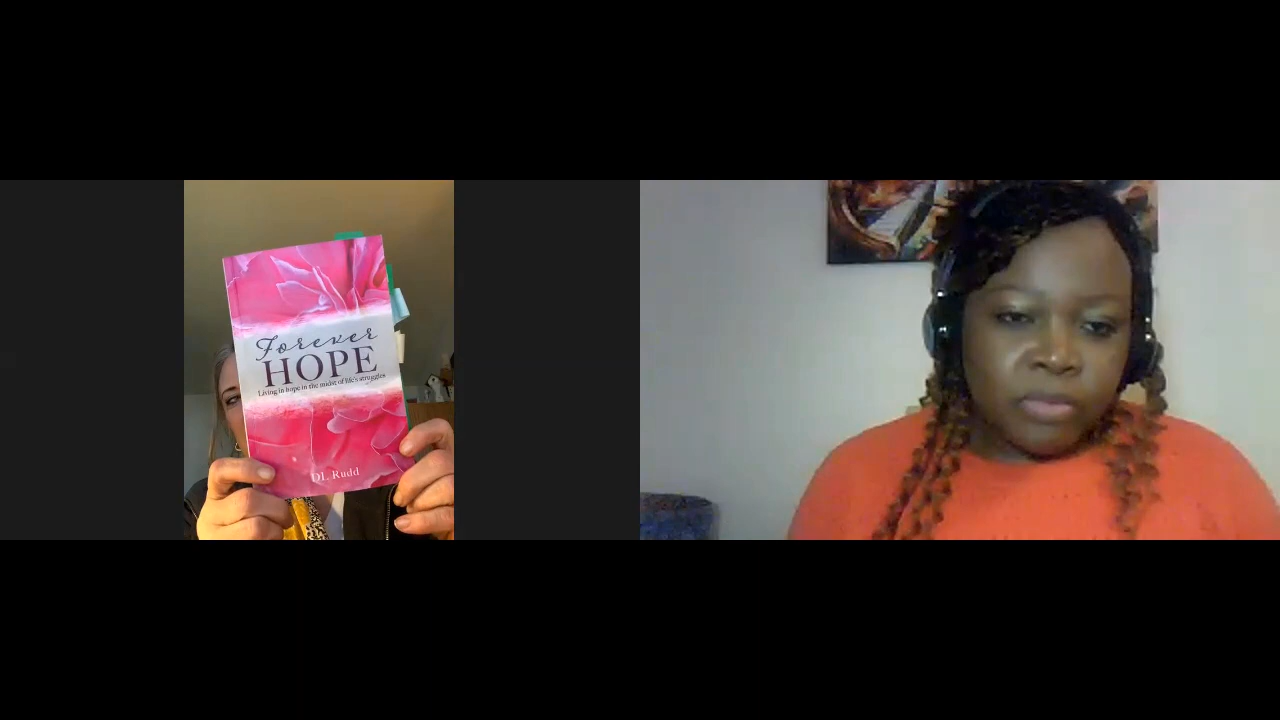 Forever
HOPE
Living in hope in the midst of life's struggles
DL Rudd